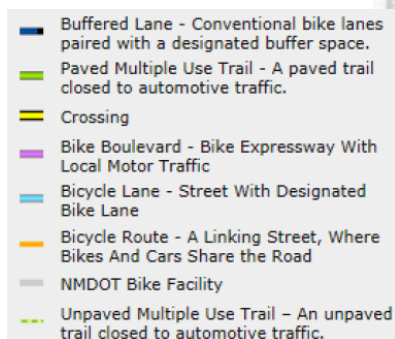 Buffered Lane - Conventional bike lanes
paired with a designated buffer space.
Paved Multiple Use Trail - A paved trail
closed to automotive traffic.
Crossing
Bike Boulevard - Bike Expressway With
Local Motor Traffic
Bicycle Lane - Street With Designated
Bike Lane
Bicycle Route - A Linking Street, Where
Bikes And Cars Share the Road
NMDOT Bike Facility
Unpaved Multiple Use Trail – An unpaved
trail closed to automotive traffic.